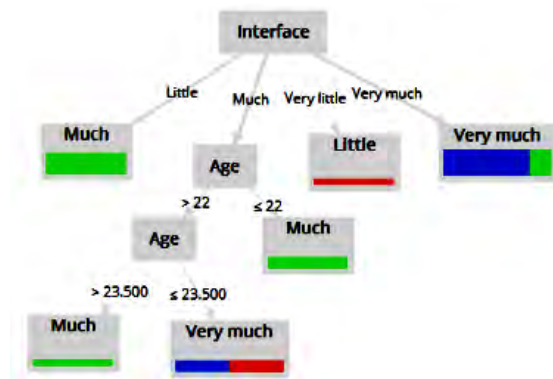 Interface
Little
Much
Very little
Very much
Much
Age
Little
Very much
> 22
≤ 22
Age
Much
> 23.500
≤ 23.500
Much
Very much